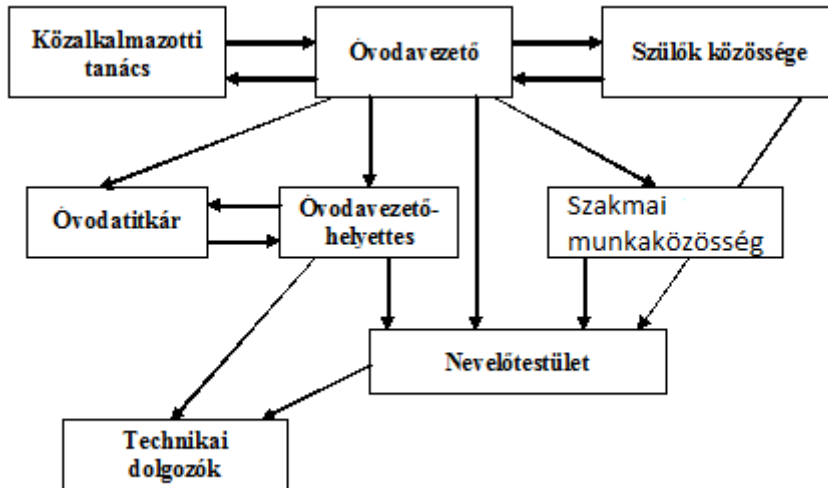 Közalkalmazotti
tanács
Óvodavezető
Szülők közössége
Óvodatitkár
Óvodavezető-
helyettes
Szakmai
munkaközösség
Nevelőtestület
Technikai
dolgozók